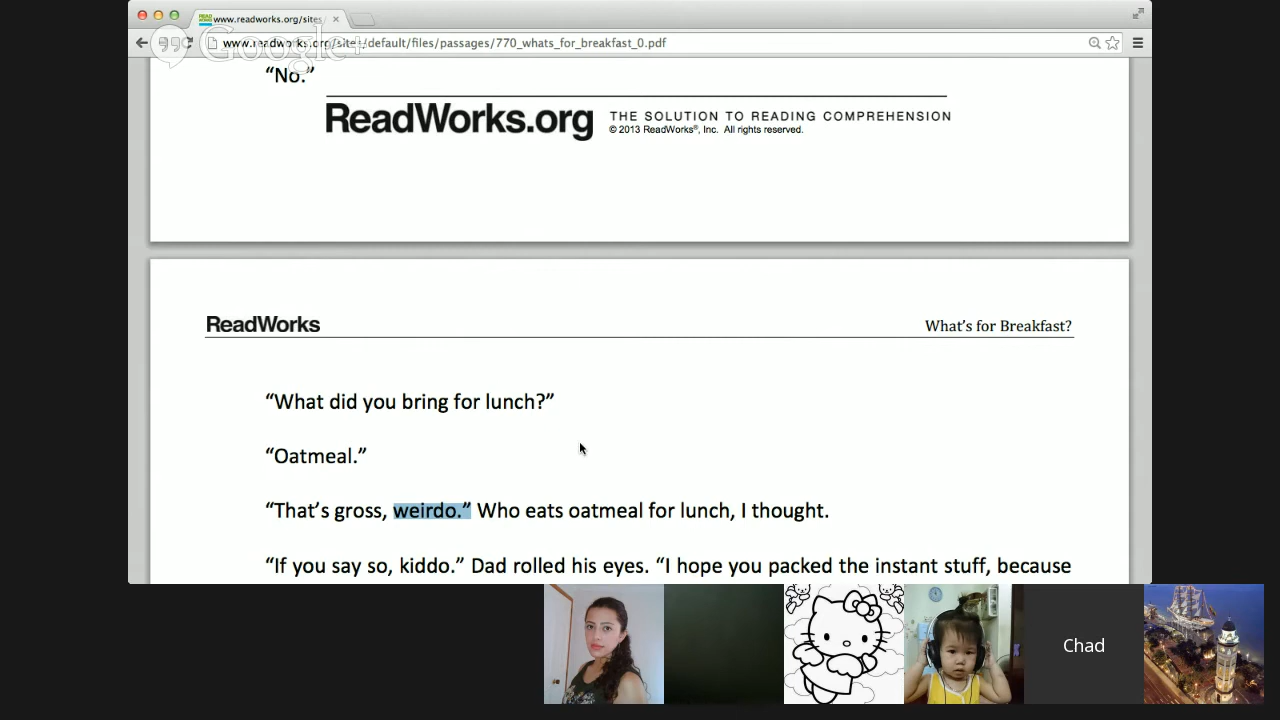 www.readworks.org/sites
www.readworks.org/sites/default/files/passages/770_whats_for_breakfast_0.pdf
Google+
“No.”
ReadWorks.org THE SOLUTION TO READING COMPREHENSION
© 2013 ReadWorks®, Inc. All rights reserved.
ReadWorks What’s for Breakfast?
“What did you bring for lunch?”
“Oatmeal.”
“That’s gross, weirdo.” Who eats oatmeal for lunch, I thought.
“If you say so, kiddo.” Dad rolled his eyes. “I hope you packed the instant stuff, because
Chad